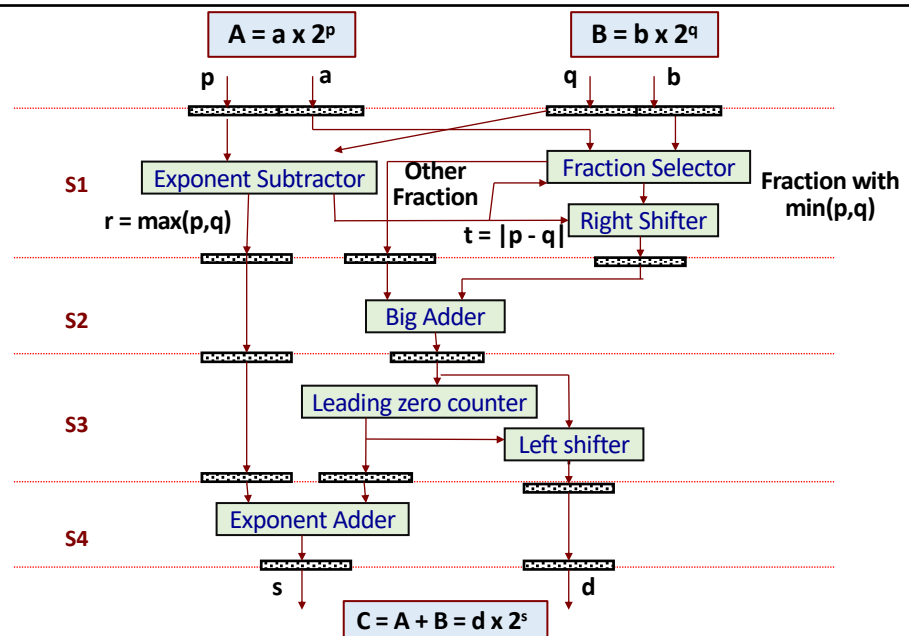 A = a x 2ᵖ
B = b x 2ᑫ
p
a
q
b
S1
Exponent Subtractor
Other
Fraction
Fraction Selector
Fraction with
min(p,q)
r = max(p,q)
t = |p - q|
Right Shifter
S2
Big Adder
Leading zero counter
S3
Left shifter
Exponent Adder
S4
s
d
C = A + B = d x 2ˢ